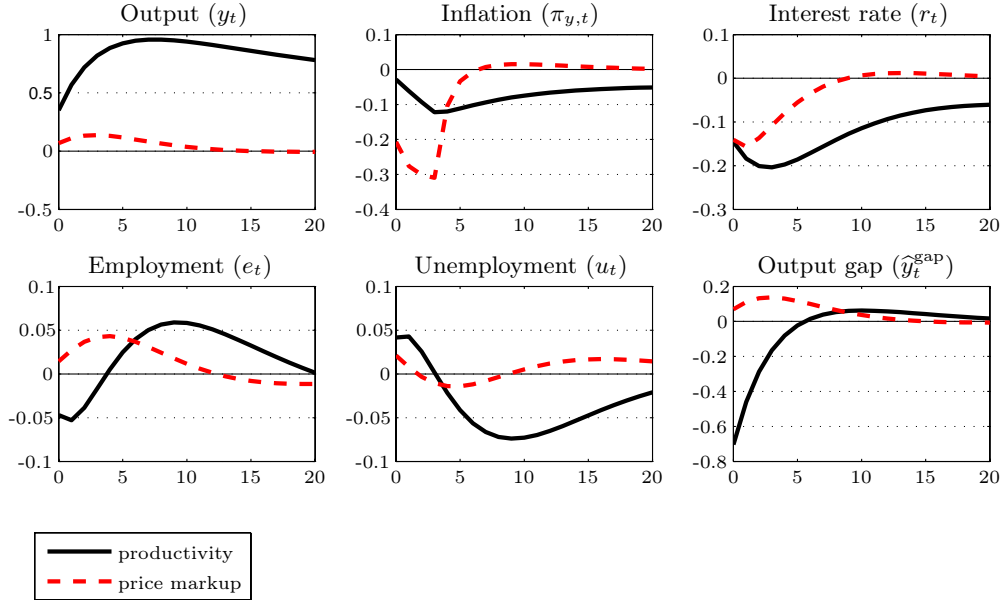 Output (y_t)
Inflation (π_{y,t})
Interest rate (r_t)
1
0.5
0
-0.5
0 5 10 15 20
0.1
0
-0.1
-0.2
-0.3
-0.4
0 5 10 15 20
0.1
0
-0.1
-0.2
-0.3
0 5 10 15 20
Employment (e_t)
Unemployment (u_t)
Output gap (ŷ_t^{gap})
0.1
0.05
0
-0.05
-0.1
0 5 10 15 20
0.1
0.05
0
-0.05
-0.1
0 5 10 15 20
0.2
0
-0.2
-0.4
-0.6
-0.8
0 5 10 15 20
productivity
price markup